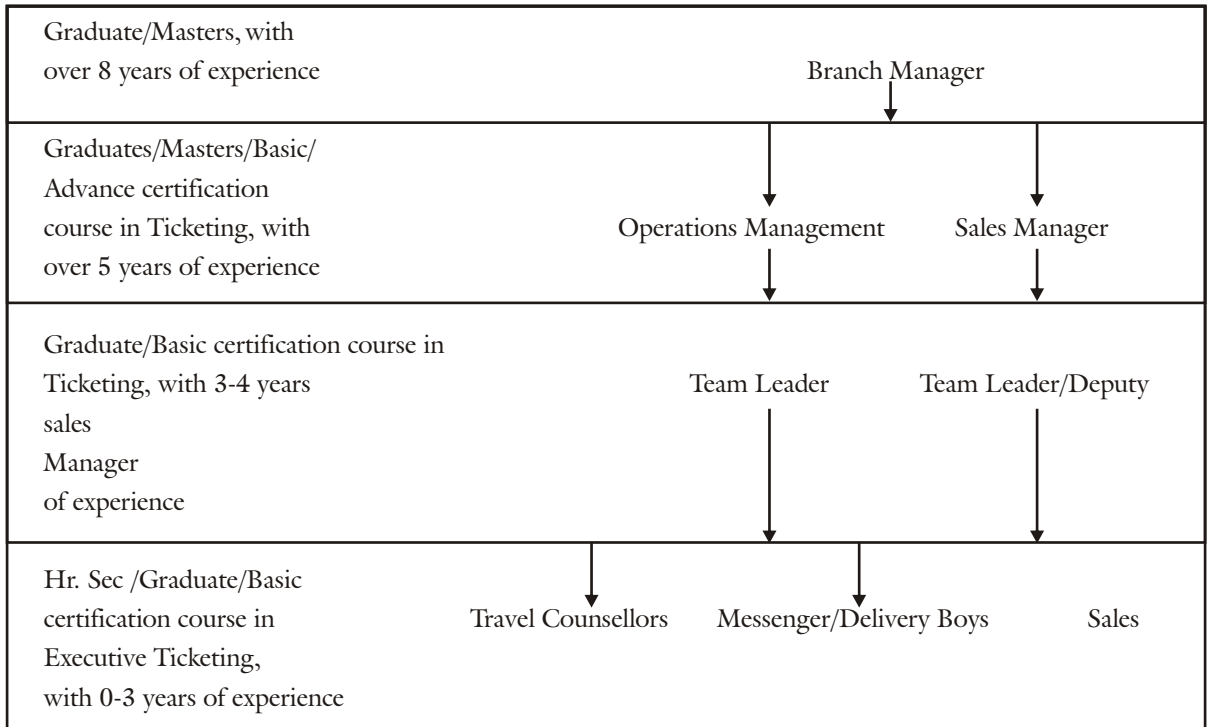 Graduate/Masters, with
over 8 years of experience Branch Manager
Graduates/Masters/Basic/
Advance certification
course in Ticketing, with Operations Management Sales Manager
over 5 years of experience
Graduate/Basic certification course in
Ticketing, with 3-4 years Team Leader Team Leader/Deputy
sales
Manager
of experience
Hr. Sec /Graduate/Basic
certification course in Travel Counsellors Messenger/Delivery Boys Sales
Executive Ticketing,
with 0-3 years of experience